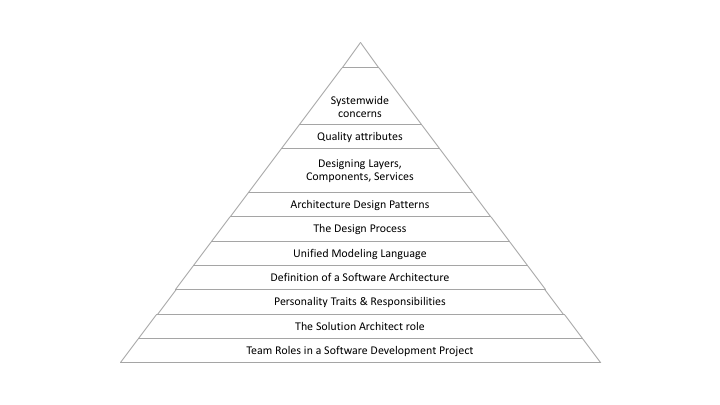 Systemwide
concerns
Quality attributes
Designing Layers,
Components, Services
Architecture Design Patterns
The Design Process
Unified Modeling Language
Definition of a Software Architecture
Personality Traits & Responsibilities
The Solution Architect role
Team Roles in a Software Development Project